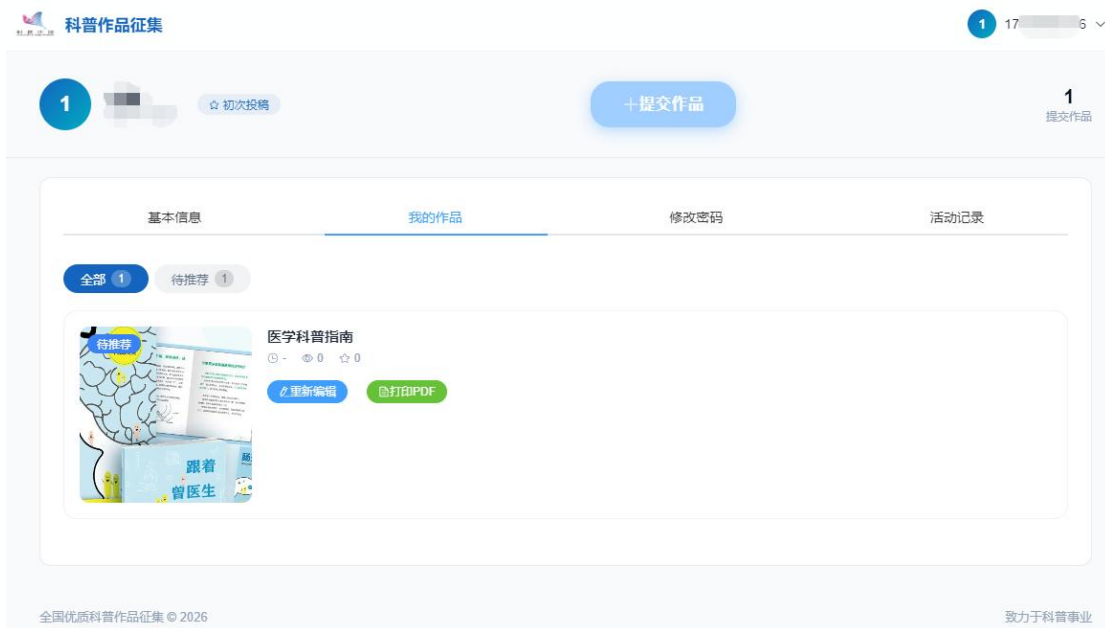 科普作品征集
1 17 6
1
初次投稿
+提交作品
1
提交作品
基本信息 我的作品 修改密码 活动记录
全部 1 待推荐 1
待推荐
医学科普指南
- 0 0
重新编辑 打印PDF
跟着
曾医生
全国优质科普作品征集 © 2026 致力于科普事业